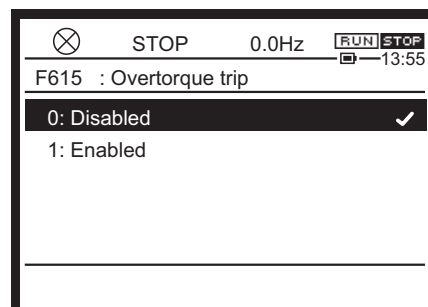 STOP 0.0Hz RUN STOP
13:55
F615 : Overtorque trip
0: Disabled
1: Enabled